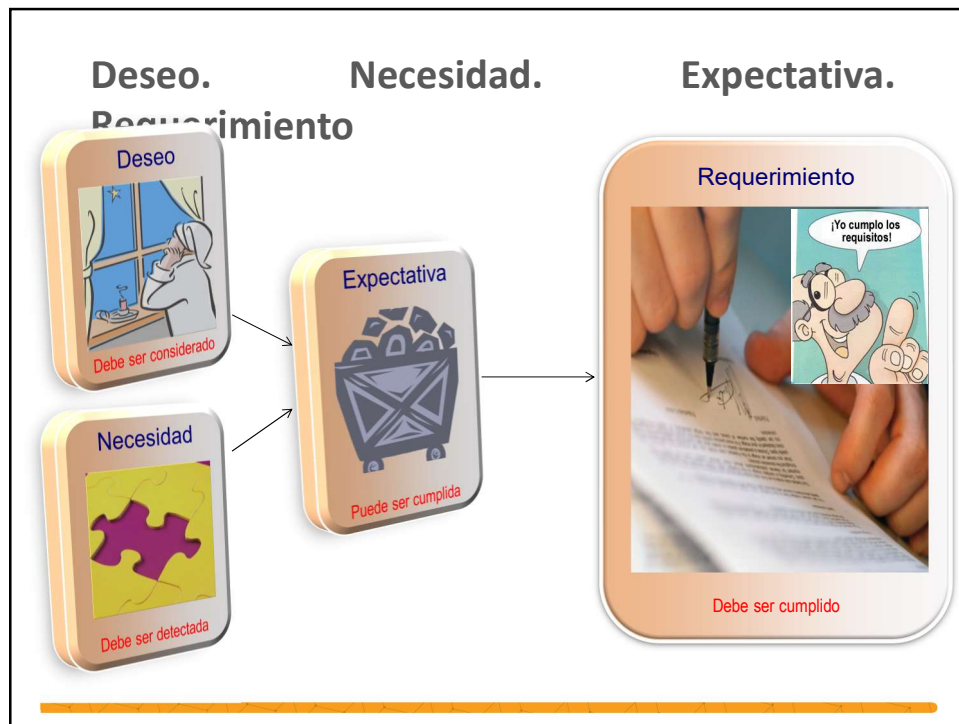 Deseo. Necesidad. Expectativa.
Requerimiento
Deseo
Debe ser considerado
Necesidad
Debe ser detectada
Expectativa
Puede ser cumplida
Requerimiento
¡Yo cumplo los
requisitos!
Debe ser cumplido